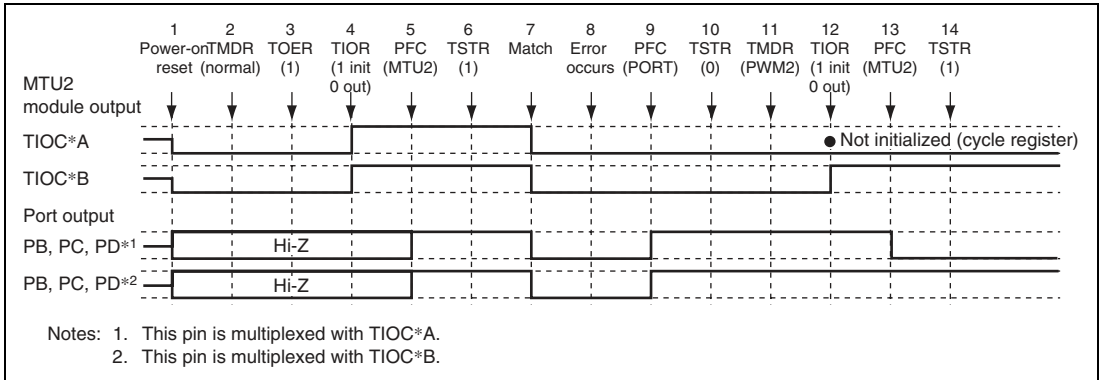 1 2 3 4 5 6 7 8 9 10 11 12 13 14
Power-on TMDR TOER TIOR PFC TSTR Match Error PFC TSTR TMDR TIOR PFC TSTR
reset (normal) (1) (1 init (MTU2) (1) occurs (PORT) (0) (PWM2) (1 init (MTU2) (1)
0 out) 0 out)
MTU2
module output
TIOC*A
● Not initialized (cycle register)
TIOC*B
Port output
PB, PC, PD*1 Hi-Z
PB, PC, PD*2 Hi-Z
Notes: 1. This pin is multiplexed with TIOC*A.
2. This pin is multiplexed with TIOC*B.